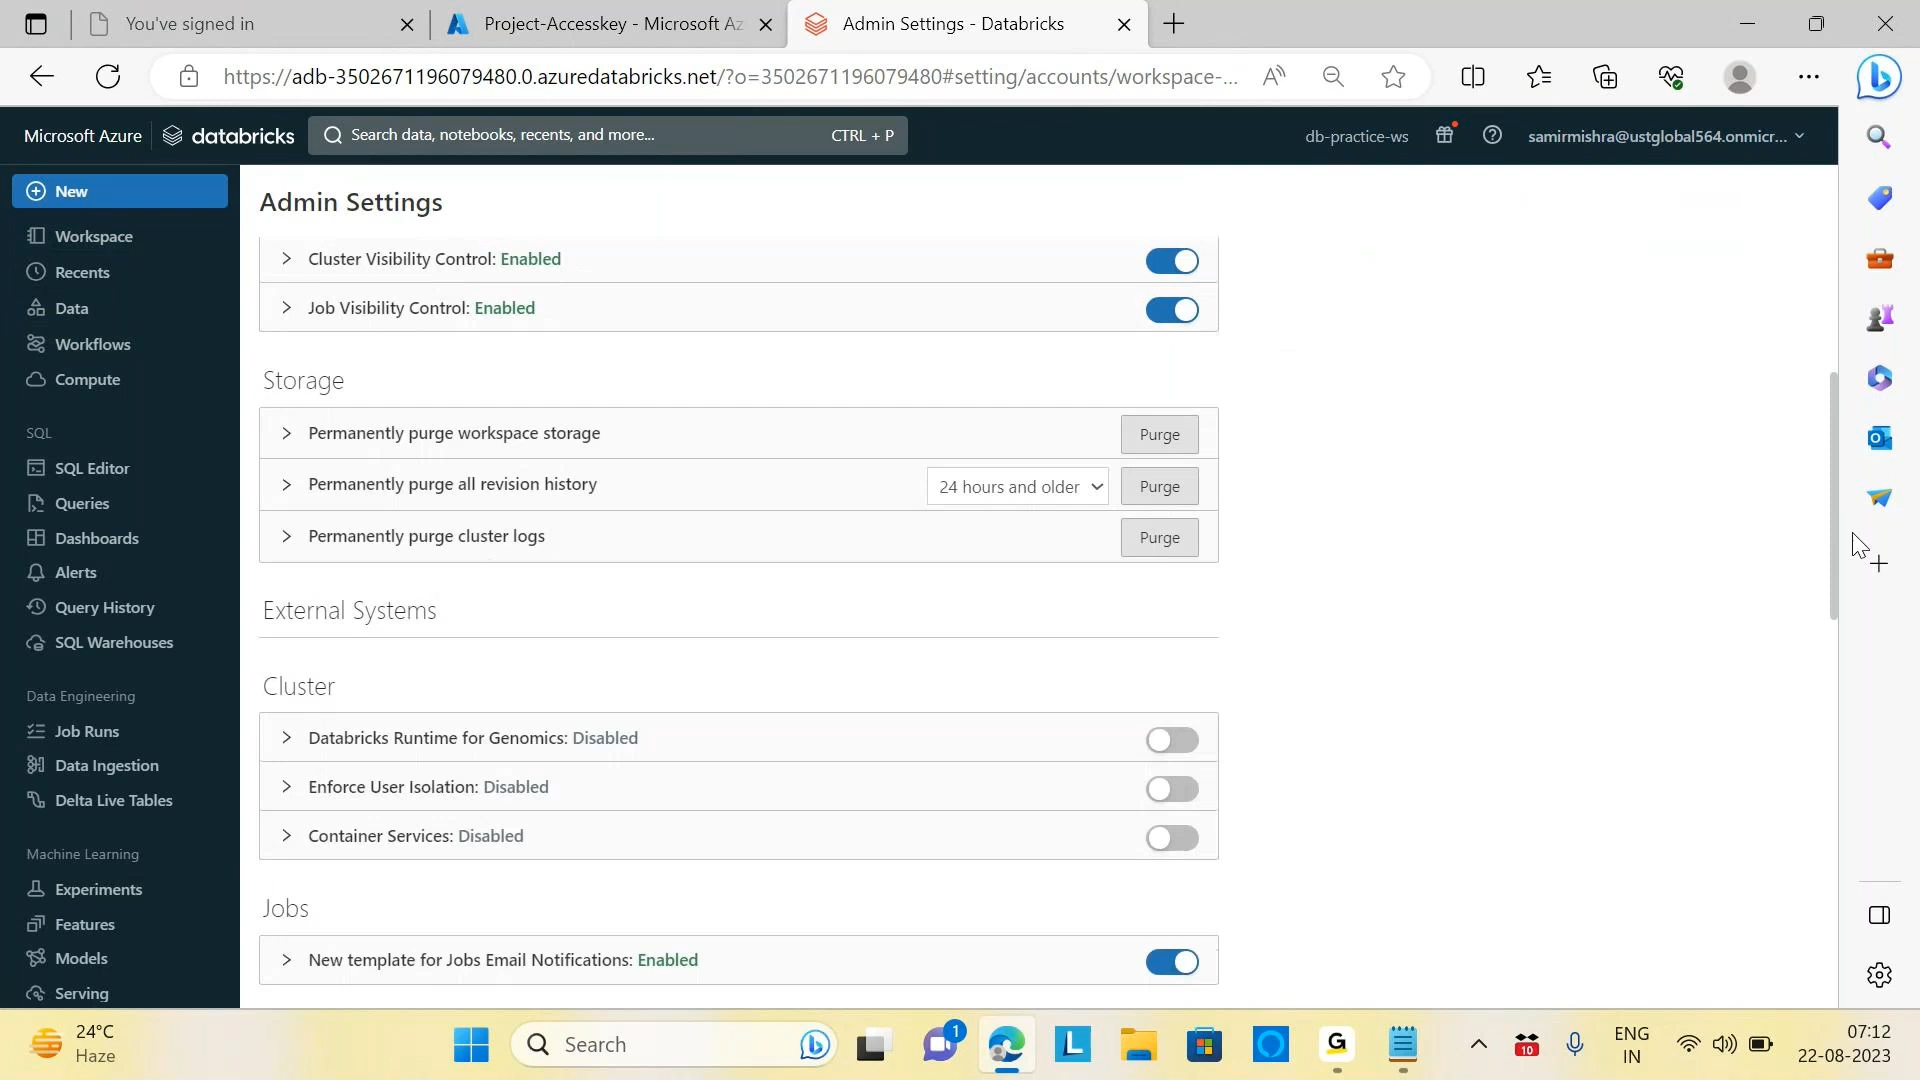 You've signed in
Project-Accesskey - Microsoft Az
Admin Settings - Databricks
https://adb-3502671196079480.0.azuredatabricks.net/?o=3502671196079480#setting/accounts/workspace-...
Microsoft Azure
databricks
Search data, notebooks, recents, and more...
CTRL + P
db-practice-ws
samirmishra@ustglobal564.onmicr...
New
Workspace
Recents
Data
Workflows
Compute
SQL
SQL Editor
Queries
Dashboards
Alerts
Query History
SQL Warehouses
Data Engineering
Job Runs
Data Ingestion
Delta Live Tables
Machine Learning
Experiments
Features
Models
Serving
Admin Settings
Cluster Visibility Control: Enabled
Job Visibility Control: Enabled
Storage
Permanently purge workspace storage
Purge
Permanently purge all revision history
24 hours and older
Purge
Permanently purge cluster logs
Purge
External Systems
Cluster
Databricks Runtime for Genomics: Disabled
Enforce User Isolation: Disabled
Container Services: Disabled
Jobs
New template for Jobs Email Notifications: Enabled
24°C
Haze
Search
1
L
G
10
ENG
IN
07:12
22-08-2023